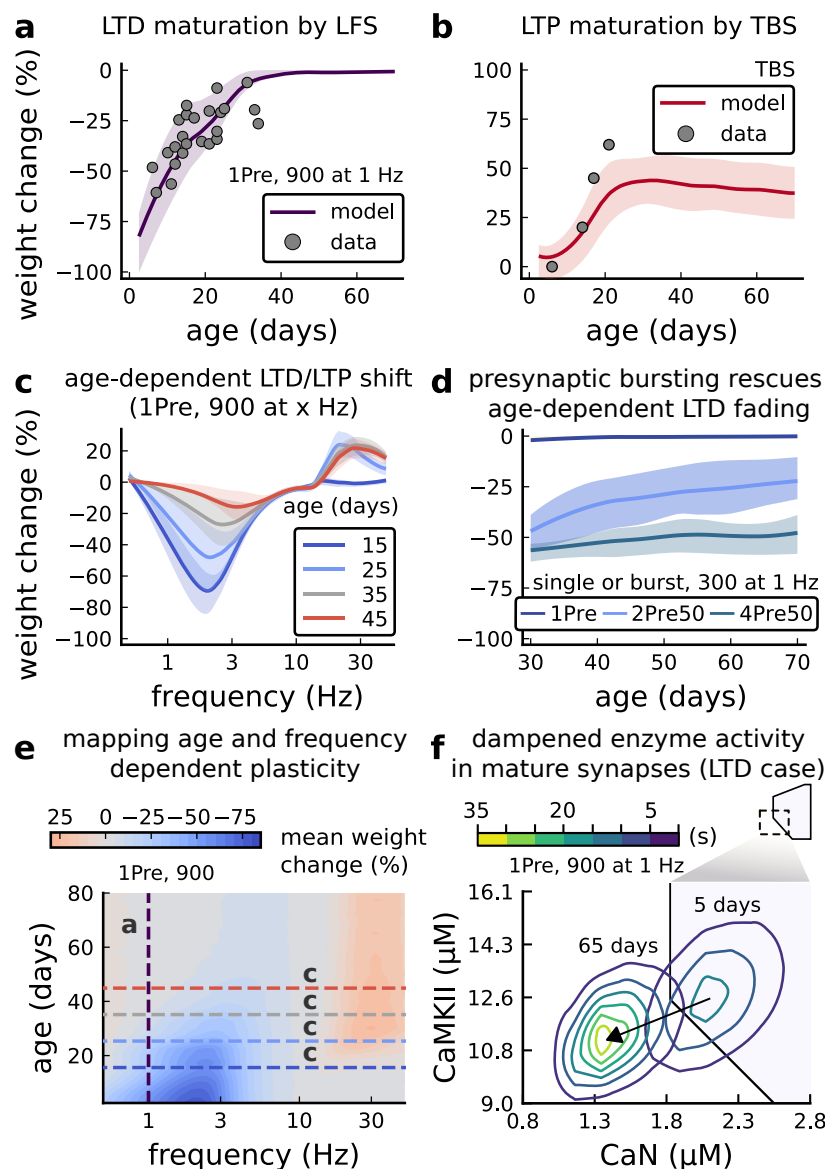 a LTD maturation by LFS
weight change (%)
0
−25
−50
−75
−100
1Pre, 900 at 1 Hz
model
data
0 20 40 60
age (days)
b LTP maturation by TBS
100
75
50
25
0
TBS
model
data
0 20 40 60
age (days)
c age-dependent LTD/LTP shift
(1Pre, 900 at x Hz)
weight change (%)
20
0
−20
−40
−60
−80
−100
age (days)
15
25
35
45
1 3 10 30
frequency (Hz)
d presynaptic bursting rescues
age-dependent LTD fading
0
−25
−50
−75
−100
single or burst, 300 at 1 Hz
1Pre 2Pre50 4Pre50
30 40 50 60 70
age (days)
e mapping age and frequency
dependent plasticity
25 0 −25 −50 −75
mean weight
change (%)
1Pre, 900
age (days)
80
60
40
20
a
c
c
c
c
1 3 10 30
frequency (Hz)
f dampened enzyme activity
in mature synapses (LTD case)
35 20 5
(s)
1Pre, 900 at 1 Hz
CaMKII (μM)
16.1
14.3
12.6
10.8
9.0
5 days
65 days
0.8 1.3 1.8 2.3 2.8
CaN (μM)